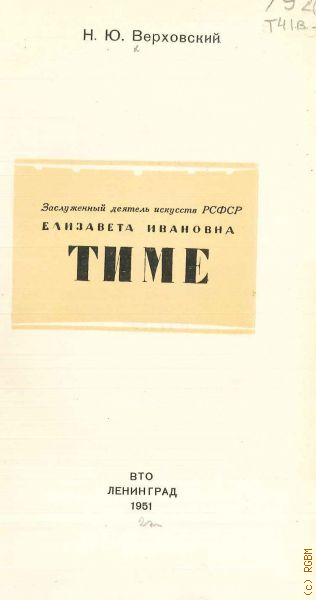 Н. Ю. Верховский
Заслуженный деятель искусств РСФСР
ЕЛИЗАВЕТА ИВАНОВНА
ТИМЕ
ВТО
ЛЕНИНГРАД
1951
(c) RGBM